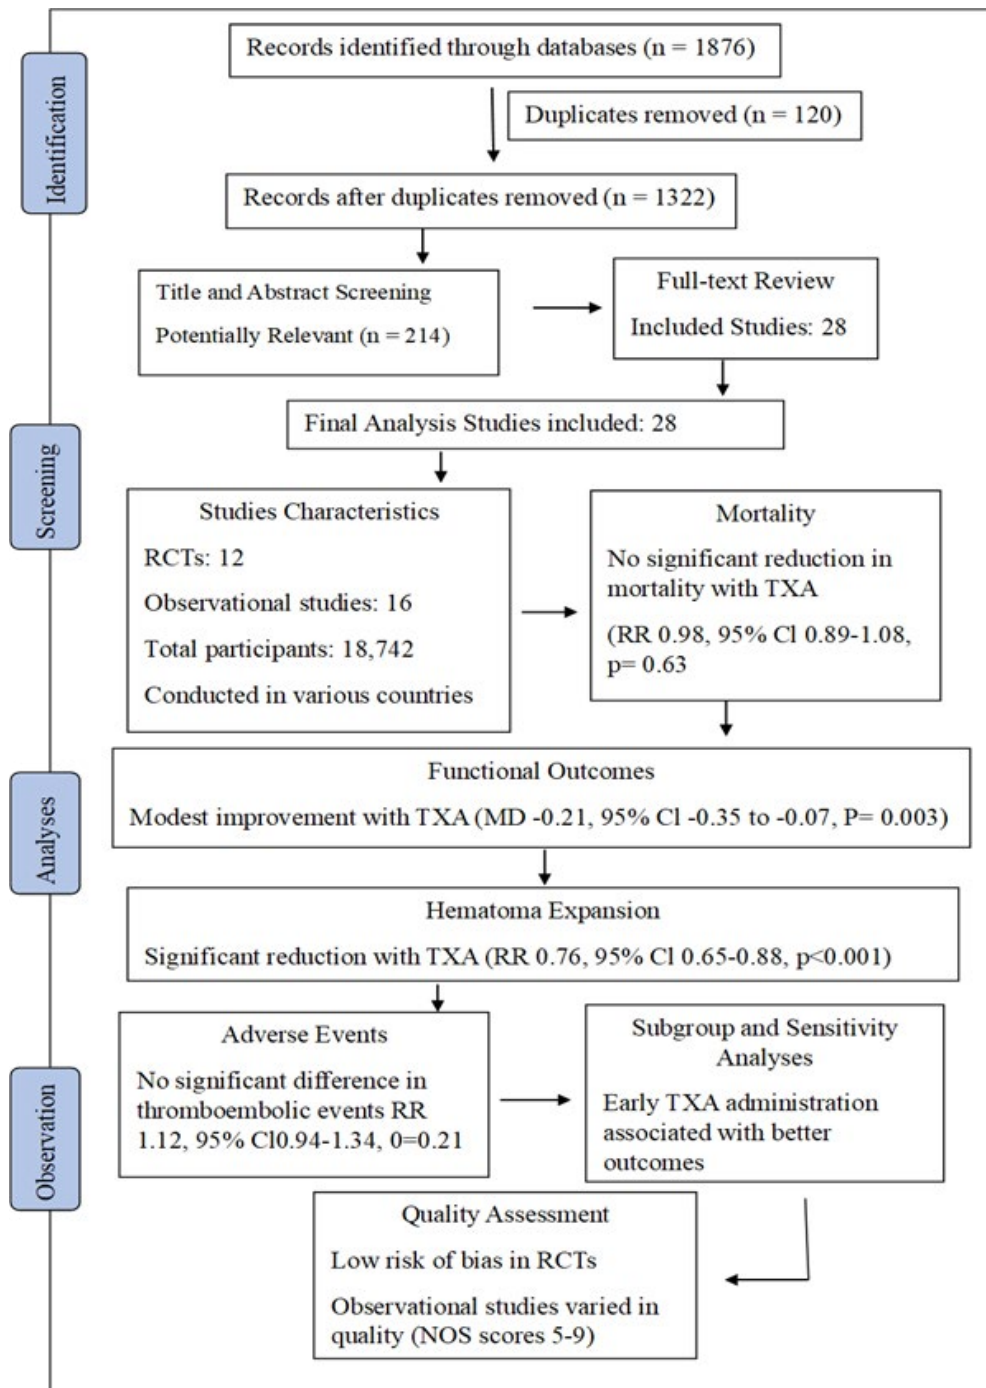 Identification
Records identified through databases (n = 1876)
Duplicates removed (n = 120)
Records after duplicates removed (n = 1322)
Title and Abstract Screening
Potentially Relevant (n = 214)
Full-text Review
Included Studies: 28
Screening
Final Analysis Studies included: 28
Studies Characteristics
RCTs: 12
Observational studies: 16
Total participants: 18,742
Conducted in various countries
Mortality
No significant reduction in
mortality with TXA
(RR 0.98, 95% Cl 0.89-1.08,
p= 0.63
Analyses
Functional Outcomes
Modest improvement with TXA (MD -0.21, 95% Cl -0.35 to -0.07, P= 0.003)
Hematoma Expansion
Significant reduction with TXA (RR 0.76, 95% Cl 0.65-0.88, p<0.001)
Observation
Adverse Events
No significant difference in
thromboembolic events RR
1.12, 95% Cl0.94-1.34, 0=0.21
Subgroup and Sensitivity
Analyses
Early TXA administration
associated with better
outcomes
Quality Assessment
Low risk of bias in RCTs
Observational studies varied in
quality (NOS scores 5-9)